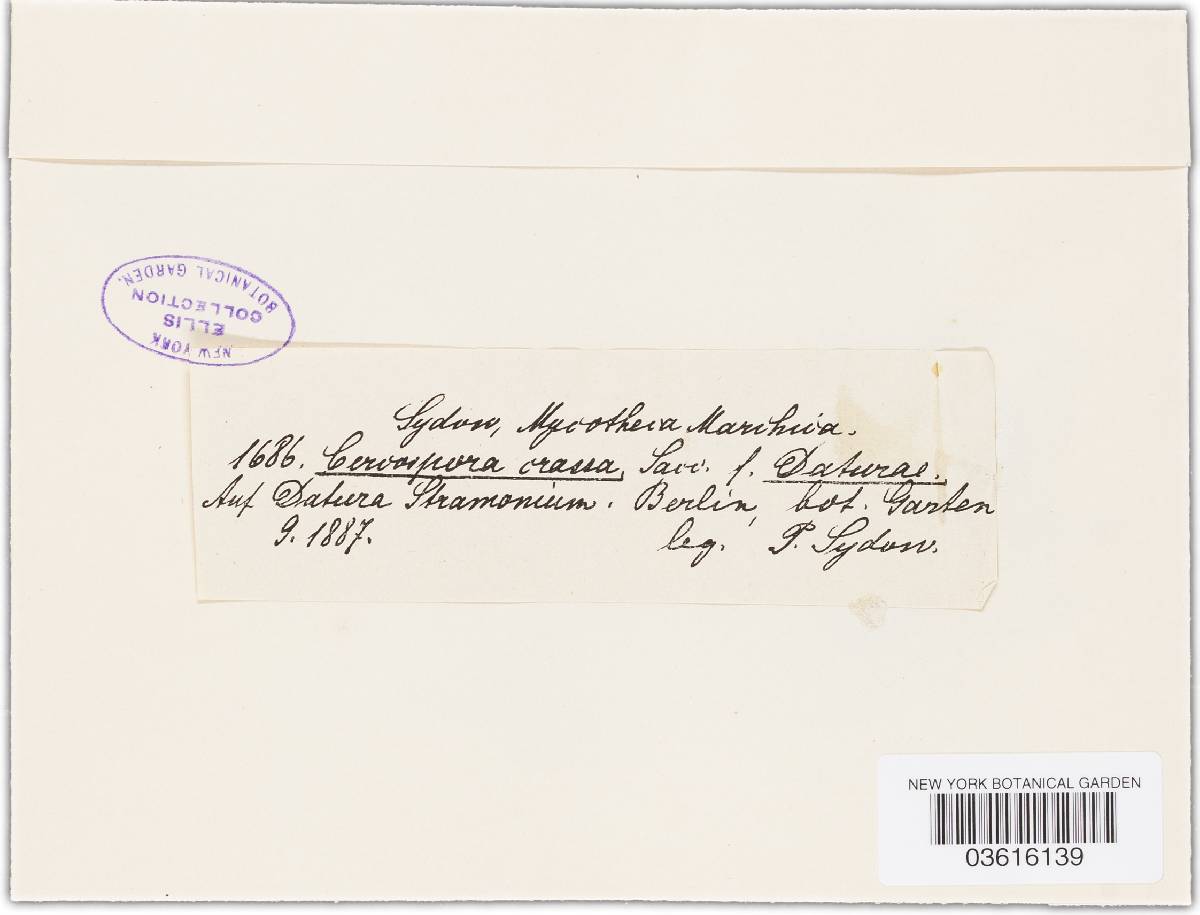 NEW YORK
ELLIS
COLLECTION
BOTANICAL GARDEN.
Sydow, Mycotheca Marchica.
1686. Cercospora crassa, Sacc. f. Daturae.
Auf Datura Stramonium. Berlin, bot. Garten
9. 1887. leg. P. Sydow.
NEW YORK BOTANICAL GARDEN
03616139